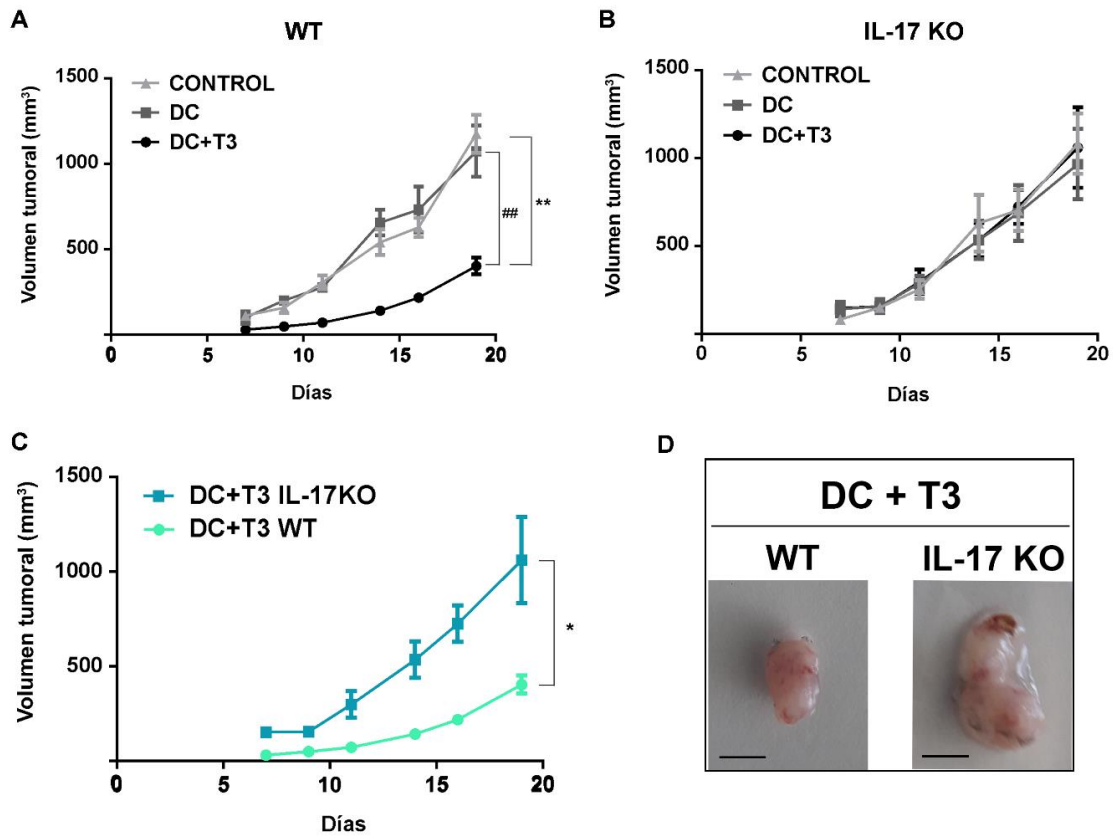 A
WT
CONTROL
DC
DC+T3
Volumen tumoral (mm³)
1500
1000
500
0
5
10
15
20
Días
##
**
B
IL-17 KO
CONTROL
DC
DC+T3
Volumen tumoral (mm³)
1500
1000
500
0
5
10
15
20
Días
C
DC+T3 IL-17KO
DC+T3 WT
Volumen tumoral (mm³)
1500
1000
500
0
5
10
15
20
Días
*
D
DC + T3
WT
IL-17 KO